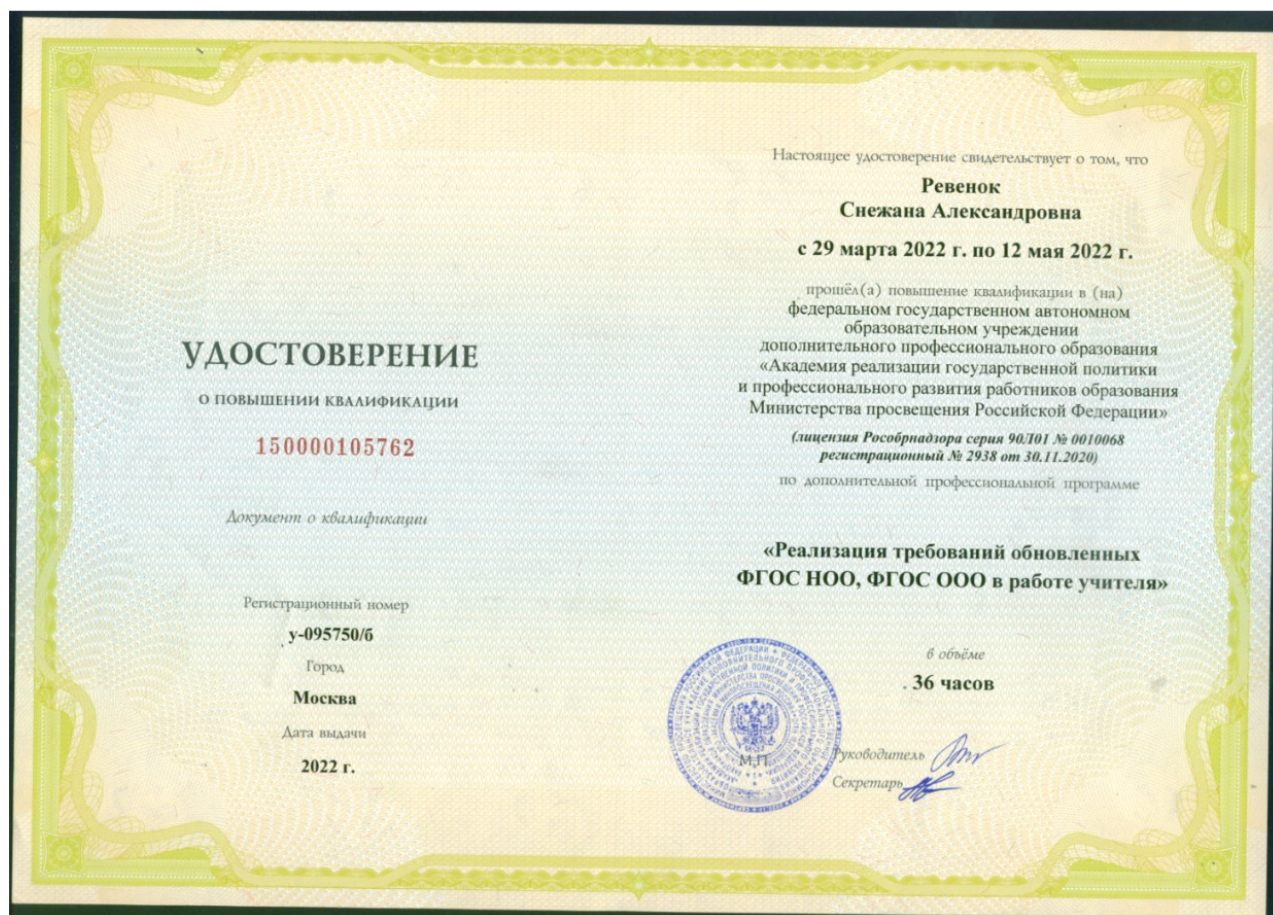 УДОСТОВЕРЕНИЕ
О ПОВЫШЕНИИ КВАЛИФИКАЦИИ
150000105762
Документ о квалификации
Регистрационный номер
у-095750/б
Город
Москва
Дата выдачи
2022 г.
Настоящее удостоверение свидетельствует о том, что
Ревенок
Снежана Александровна
с 29 марта 2022 г. по 12 мая 2022 г.
прошёл(а) повышение квалификации в (на)
федеральном государственном автономном
образовательном учреждении
дополнительного профессионального образования
«Академия реализации государственной политики
и профессионального развития работников образования
Министерства просвещения Российской Федерации»
(лицензия Рособрнадзора серия 90Л01 № 0010068
регистрационный № 2938 от 30.11.2020)
по дополнительной профессиональной программе
«Реализация требований обновленных
ФГОС НОО, ФГОС ООО в работе учителя»
в объёме
36 часов
М.П.
Руководитель
Секретарь